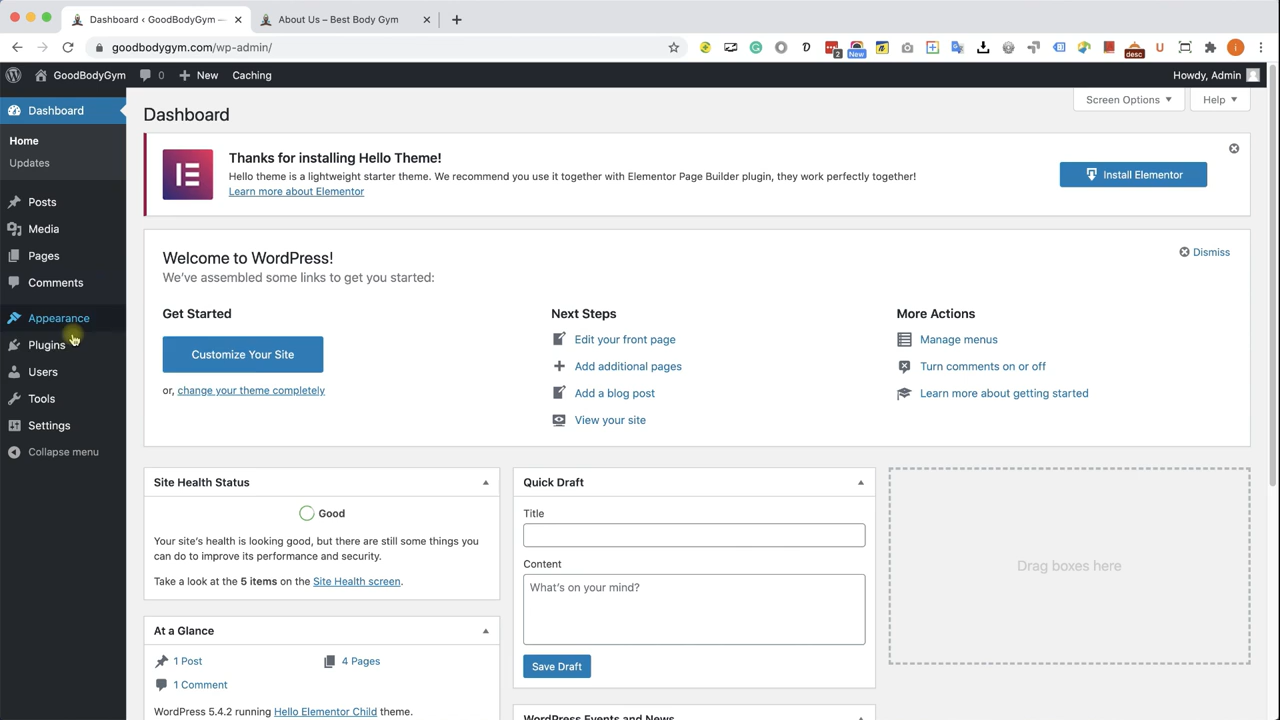 Dashboard ‹ GoodBodyGym —
About Us – Best Body Gym
goodbodygym.com/wp-admin/
2
New
desc
i
GoodBodyGym
0
New
Caching
Howdy, Admin
Dashboard
Home
Updates
Posts
Media
Pages
Comments
Appearance
Plugins
Users
Tools
Settings
Collapse menu
Screen Options
Help
Dashboard
Thanks for installing Hello Theme!
Hello theme is a lightweight starter theme. We recommend you use it together with Elementor Page Builder plugin, they work perfectly together!
Learn more about Elementor
Install Elementor
Welcome to WordPress!
We've assembled some links to get you started:
Dismiss
Get Started
Customize Your Site
or, change your theme completely
Next Steps
Edit your front page
Add additional pages
Add a blog post
View your site
More Actions
Manage menus
Turn comments on or off
Learn more about getting started
Site Health Status
Good
Your site's health is looking good, but there are still some things you
can do to improve its performance and security.
Take a look at the 5 items on the Site Health screen.
At a Glance
1 Post
4 Pages
1 Comment
WordPress 5.4.2 running Hello Elementor Child theme.
Quick Draft
Title
Content
What's on your mind?
Save Draft
WordPress Events and News
Drag boxes here